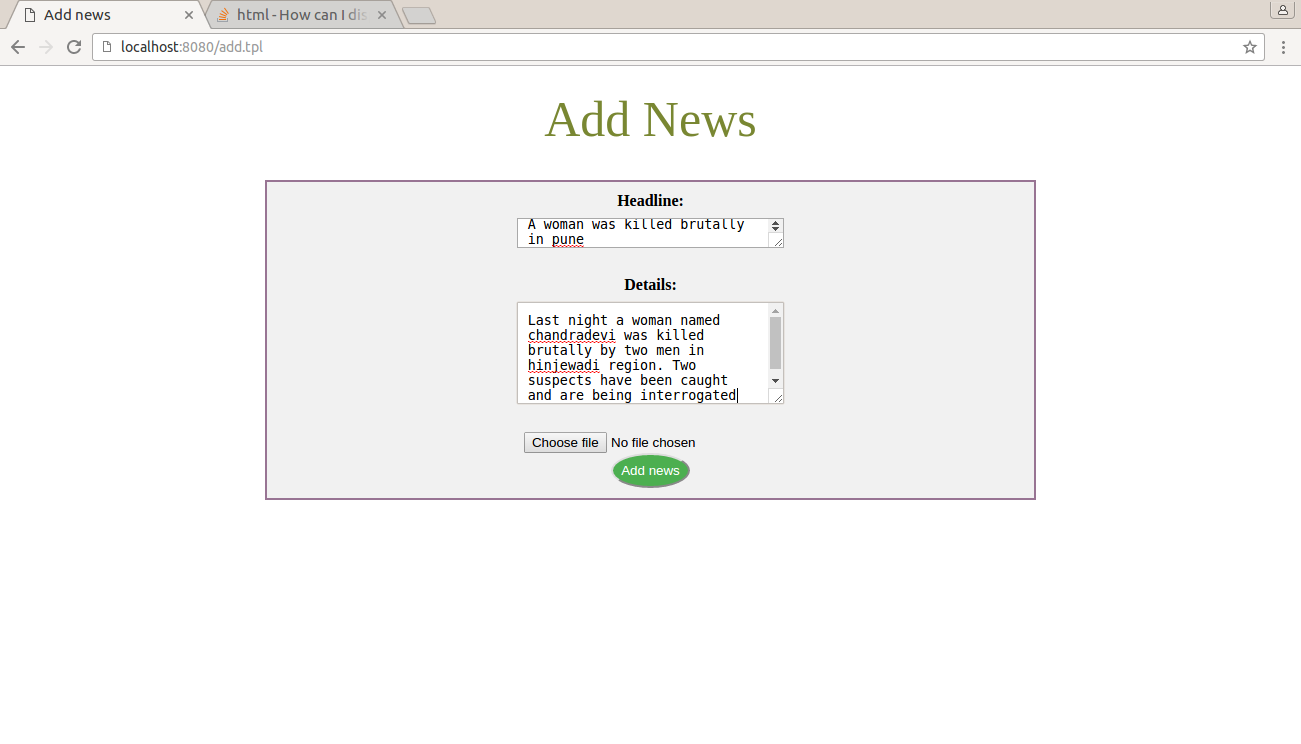 Add news
html - How can I dis
localhost:8080/add.tpl
Add News
Headline:
A woman was killed brutally
in pune
Details:
Last night a woman named
chandradevi was killed
brutally by two men in
hinjewadi region. Two
suspects have been caught
and are being interrogated
Choose file No file chosen
Add news